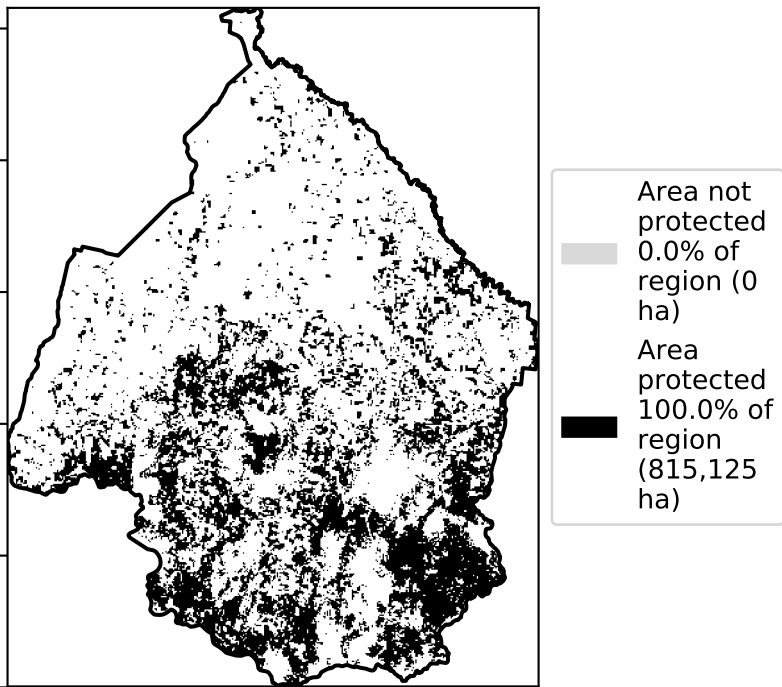 Area not
protected
0.0% of
region (0
ha)
Area
protected
100.0% of
region
(815,125
ha)